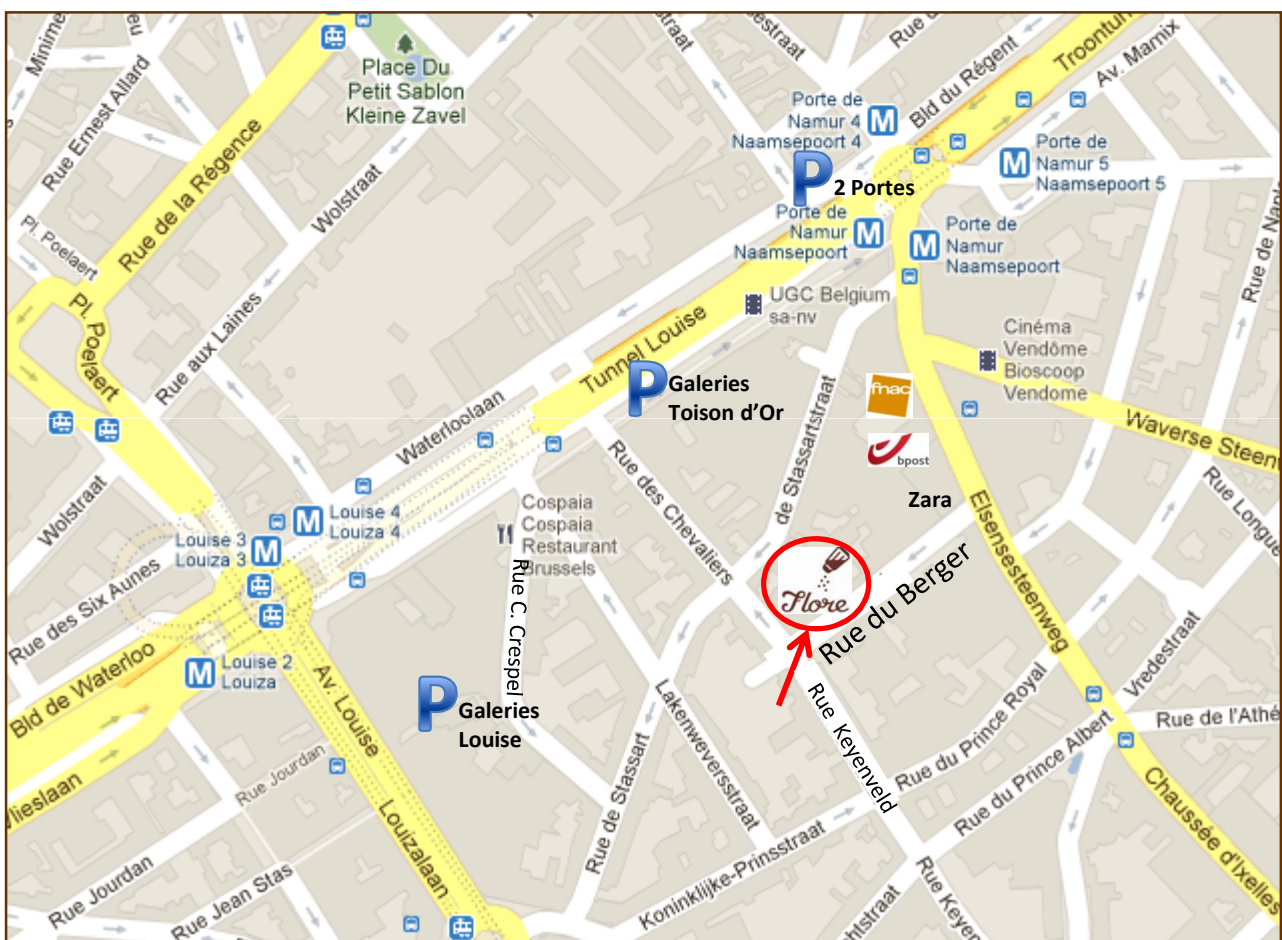 Minime
Rue Ernest Allard
Place Du
Petit Sablon
Kleine Zavel
Rue de la Régence
Wolstraat
Pl. Poelaert
Pl. Poelaert
Rue aux Laines
Bld du Régent
Av. Marnix
Porte de
Namur 4
Naamsepoort 4
M
Porte de
Namur 5
Naamsepoort 5
M
P
2 Portes
Porte de
Namur
Naamsepoort
M
Porte de
Namur
Naamsepoort
M
UGC Belgium
sa-nv
Cinéma
Vendôme
Bioscoop
Vendome
Tunnel Louise
P
Galeries
Toison d'Or
fnac
bpost
Zara
Waterloolaan
de Stassartstraat
Rue des Chevaliers
Elsensesteenweg
Wolstraat
Louise 4
Louiza 4
M
Louise 3
Louiza 3
M
Cospaia
Cospaia
Restaurant
Brussels
Rue C. Crespel
Flore
Rue du Berger
Rue des Six Aunes
Bld de Waterloo
Louise 2
Louiza
M
Av. Louise
P
Galeries
Louise
Rue Jourdan
Louizalaan
Rue Jourdan
Rue Jean Stas
Rue de Stassart
Lakenweversstraat
Rue Keyenveld
Rue du Prince Royal
Rue du Prince Albert
Vredestraat
Rue de l'Athé
Koninklijke-Prinsstraat
Chaussée d'Ixelles
Rue Keyen
Rue Longue
Waverse Steen
Rue de Nan
vlieslaan